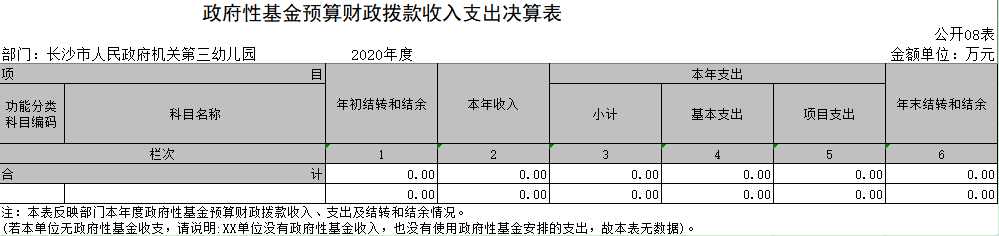 政府性基金预算财政拨款收入支出决算表
公开08表
部门：长沙市人民政府机关第三幼儿园 2020年度 金额单位：万元
项 目 年初结转和结余 本年收入 本年支出 年末结转和结余
功能分类科目编码 科目名称 小计 基本支出 项目支出
栏次 1 2 3 4 5 6
合 计 0.00 0.00 0.00 0.00 0.00 0.00
0.00 0.00 0.00 0.00 0.00 0.00
注：本表反映部门本年度政府性基金预算财政拨款收入、支出及结转和结余情况。
(若本单位无政府性基金收支，请说明:XX单位没有政府性基金收入，也没有使用政府性基金安排的支出，故本表无数据)。